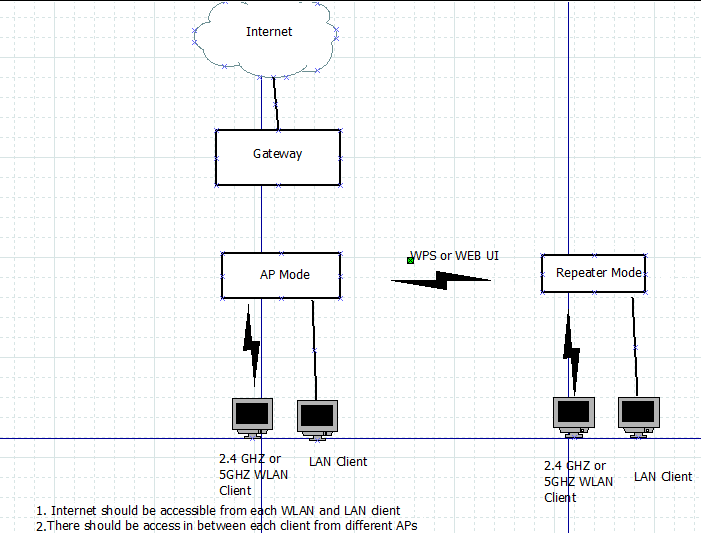 Internet
Gateway
WPS or WEB UI
AP Mode
Repeater Mode
2.4 GHZ or
5GHZ WLAN
Client
LAN Client
2.4 GHZ or
5GHZ WLAN
Client
LAN Client
1. Internet should be accessible from each WLAN and LAN client
2.There should be access in between each client from different APs